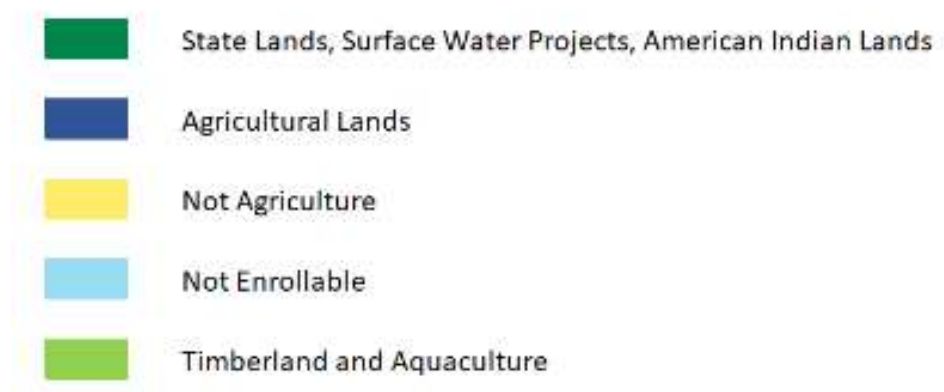 State Lands, Surface Water Projects, American Indian Lands
Agricultural Lands
Not Agriculture
Not Enrollable
Timberland and Aquaculture